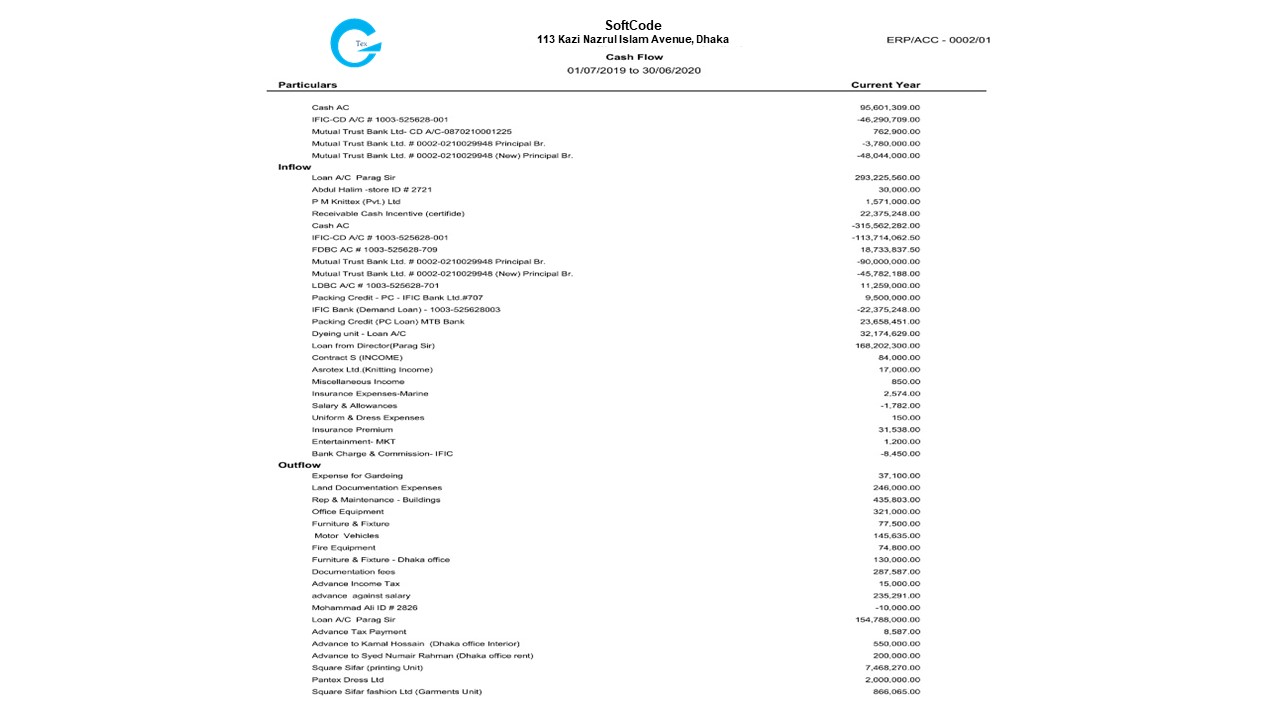 SoftCode
Tex
113 Kazi Nazrul Islam Avenue, Dhaka
ERP/ACC - 0002/01
Cash Flow
01/07/2019 to 30/06/2020
Particulars Current Year
Cash AC 95,601,309.00
IFIC-CD A/C # 1003-525628-001 -46,290,709.00
Mutual Trust Bank Ltd- CD A/C-0870210001225 762,900.00
Mutual Trust Bank Ltd. # 0002-0210029948 Principal Br. -3,780,000.00
Mutual Trust Bank Ltd. # 0002-0210029948 (New) Principal Br. -48,044,000.00
Inflow
Loan A/C  Parag Sir 293,225,560.00
Abdul Halim -store ID # 2721 30,000.00
P M Knittex (Pvt.) Ltd 1,571,000.00
Receivable Cash Incentive (certifide) 22,375,248.00
Cash AC -315,562,282.00
IFIC-CD A/C # 1003-525628-001 -113,714,062.50
FDBC AC # 1003-525628-709 18,733,837.50
Mutual Trust Bank Ltd. # 0002-0210029948 Principal Br. -90,000,000.00
Mutual Trust Bank Ltd. # 0002-0210029948 (New) Principal Br. -45,782,188.00
LDBC A/C # 1003-525628-701 11,259,000.00
Packing Credit - PC - IFIC Bank Ltd.#707 9,500,000.00
IFIC Bank (Demand Loan) - 1003-525628003 -22,375,248.00
Packing Credit (PC Loan) MTB Bank 23,658,451.00
Dyeing unit - Loan A/C 32,174,629.00
Loan from Director(Parag Sir) 168,202,300.00
Contract S (INCOME) 84,000.00
Asrotex Ltd.(Knitting Income) 17,000.00
Miscellaneous Income 850.00
Insurance Expenses-Marine 2,574.00
Salary & Allowances -1,782.00
Uniform & Dress Expenses 150.00
Insurance Premium 31,538.00
Entertainment- MKT 1,200.00
Bank Charge & Commission- IFIC -8,450.00
Outflow
Expense for Gardeing 37,100.00
Land Documentation Expenses 246,000.00
Rep & Maintenance - Buildings 435,803.00
Office Equipment 321,000.00
Furniture & Fixture 77,500.00
Motor  Vehicles 145,635.00
Fire Equipment 74,800.00
Furniture & Fixture - Dhaka office 130,000.00
Documentation fees 287,587.00
Advance Income Tax 15,000.00
advance  against salary 235,291.00
Mohammad Ali ID # 2826 -10,000.00
Loan A/C  Parag Sir 154,788,000.00
Advance Tax Payment 8,587.00
Advance to Kamal Hossain  (Dhaka office Interior) 550,000.00
Advance to Syed Numair Rahman (Dhaka office rent) 200,000.00
Square Sifar (printing Unit) 7,468,270.00
Pantex Dress Ltd 2,000,000.00
Square Sifar fashion Ltd (Garments Unit) 866,065.00